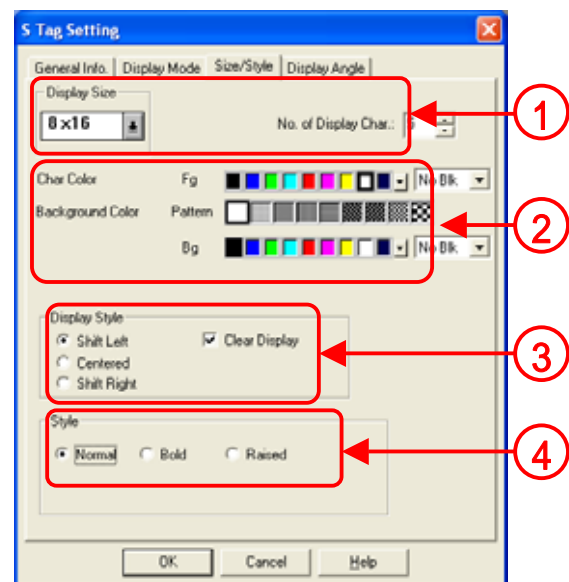 S Tag Setting
General Info. Display Mode Size/Style Display Angle
Display Size
8x16 No. of Display Char.:
1
Char Color Fg No Blk
Background Color Pattern
2
Bg No Blk
Display Style
Shift Left Clear Display
Centered
3
Shift Right
Style
Normal Bold Raised
4
OK Cancel Help